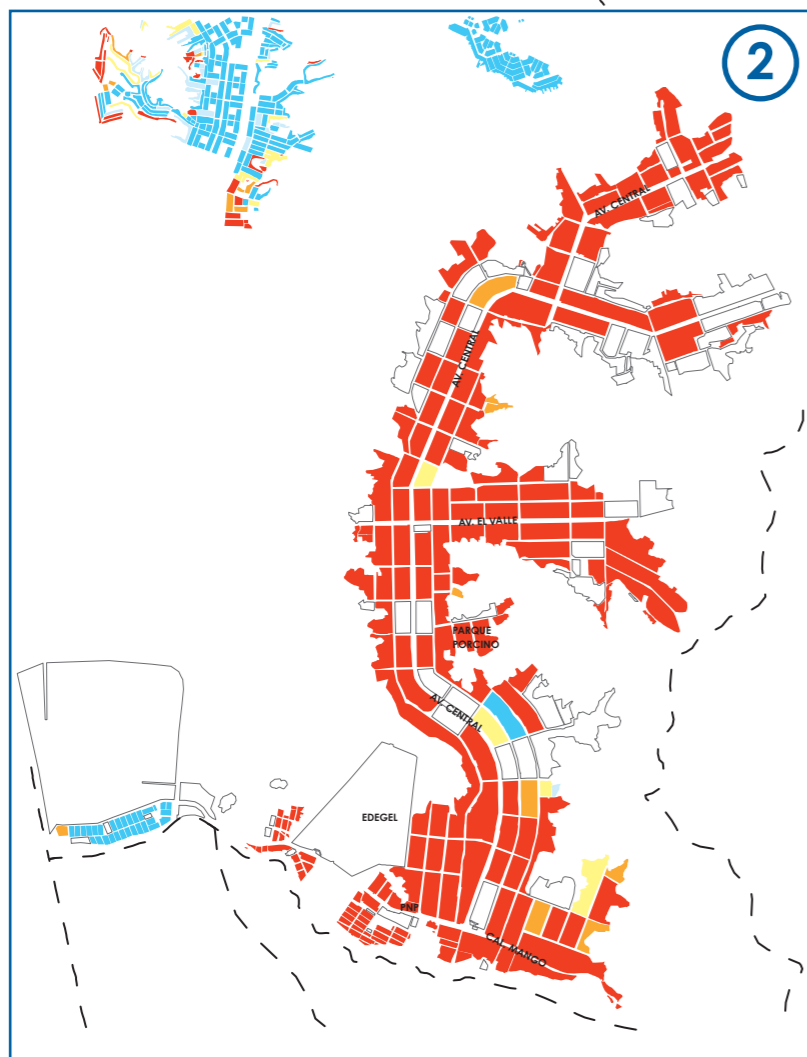 2
AV. CENTRAL
AV. CENTRAL
AV. EL VALLE
PARQUE
PORCINO
AV. CENTRAL
EDEGEL
PNP
CAL MANGO